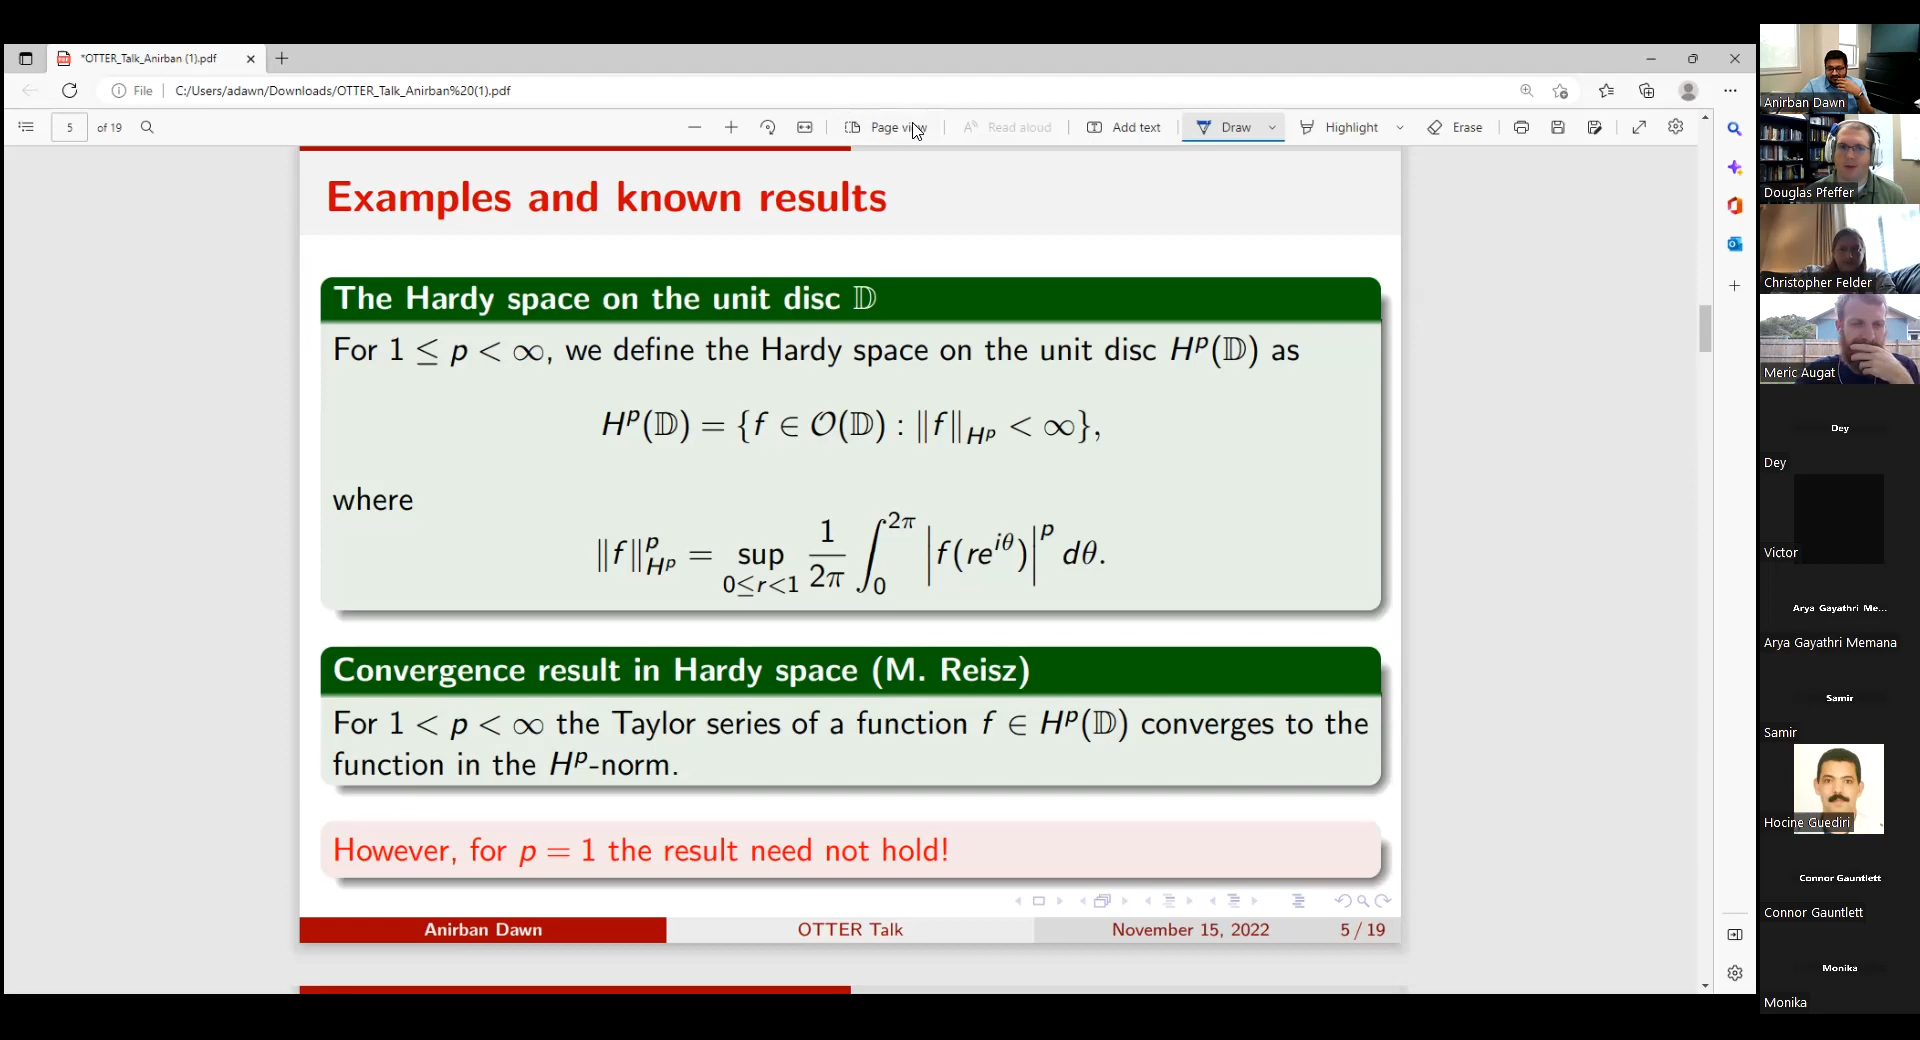 *OTTER_Talk_Anirban (1).pdf
File
C:/Users/adawn/Downloads/OTTER_Talk_Anirban%20(1).pdf
5 of 19
Page view
Read aloud
Add text
Draw
Highlight
Erase
Examples and known results
The Hardy space on the unit disc 𝔻
For 1 ≤ p < ∞, we define the Hardy space on the unit disc Hᵖ(𝔻) as
Hᵖ(𝔻) = {f ∈ 𝒪(𝔻) : ‖f‖_{Hᵖ} < ∞},
where
‖f‖^p_{H^p} = sup_{0≤r<1} 1/2π ∫_0^{2π} |f(re^{iθ})|^p dθ.
Convergence result in Hardy space (M. Reisz)
For 1 < p < ∞ the Taylor series of a function f ∈ Hᵖ(𝔻) converges to the
function in the Hᵖ-norm.
However, for p = 1 the result need not hold!
Anirban Dawn
OTTER Talk
November 15, 2022
5 / 19
Anirban Dawn
Douglas Pfeffer
Christopher Felder
Meric Augat
Dey
Dey
Victor
Arya Gayathri Me...
Arya Gayathri Memana
Samir
Samir
Hocine Guediri
Connor Gauntlett
Connor Gauntlett
Monika
Monika